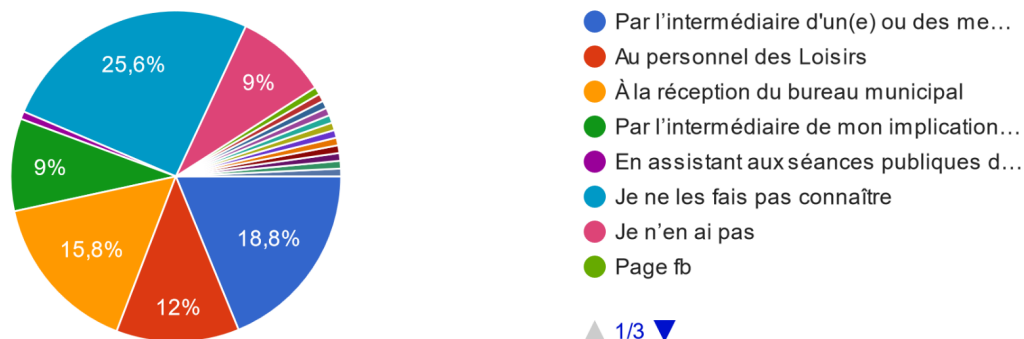 25,6%
9%
9%
18,8%
15,8%
12%
Par l’intermédiaire d'un(e) ou des me…
Au personnel des Loisirs
À la réception du bureau municipal
Par l’intermédiaire de mon implication…
En assistant aux séances publiques d…
Je ne les fais pas connaître
Je n’en ai pas
Page fb
1/3